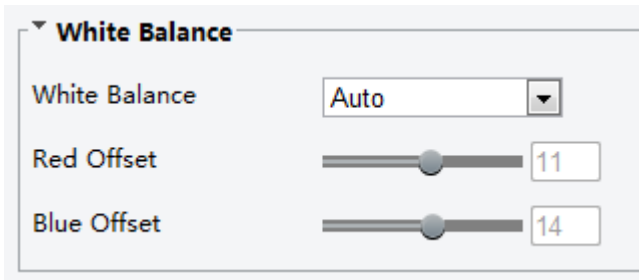 White Balance
White Balance Auto
Red Offset 11
Blue Offset 14